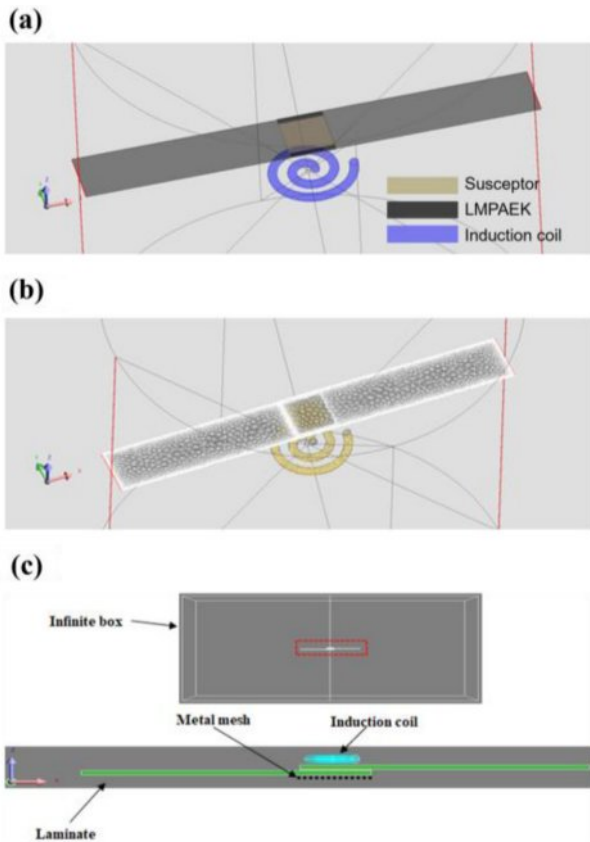 (a)
Susceptor
LMPAEK
Induction coil
(b)
(c)
Infinite box
Metal mesh
Induction coil
Laminate